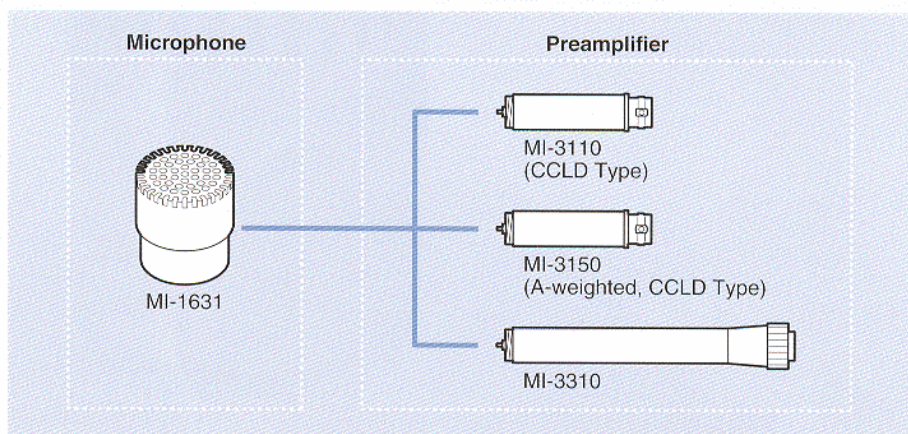 Microphone
Preamplifier
MI-1631
MI-3110
(CCLD Type)
MI-3150
(A-weighted, CCLD Type)
MI-3310